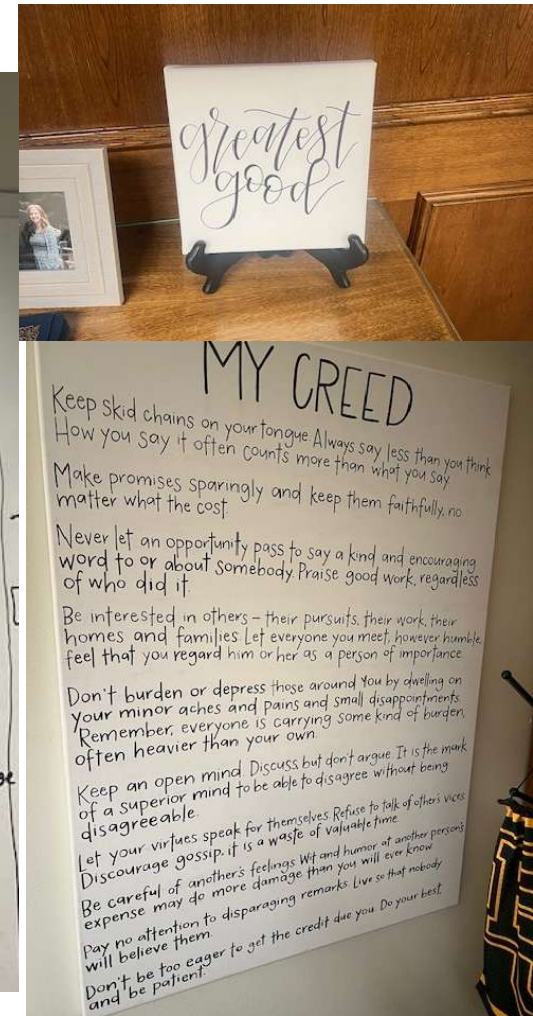 greatest
good
MY CREED
Keep skid chains on your tongue. Always say less than you think.
How you say it often counts more than what you say.
Make promises sparingly and keep them faithfully, no
matter what the cost.
Never let an opportunity pass to say a kind and encouraging
word to or about somebody. Praise good work, regardless
of who did it.
Be interested in others – their pursuits, their work, their
homes and families. Let everyone you meet, however humble,
feel that you regard him or her as a person of importance
Don't burden or depress those around you by dwelling on
your minor aches and pains and small disappointments.
Remember, everyone is carrying some kind of burden,
often heavier than your own.
Keep an open mind. Discuss, but don't argue. It is the mark
of a superior mind to be able to disagree without being
disagreeable.
Let your virtues speak for themselves. Refuse to talk of other's vices
Discourage gossip, it is a waste of valuable time.
Be careful of another's feelings. Wit and humor at another person's
expense may do more damage than you will ever know.
Pay no attention to disparaging remarks. Live so that nobody
will believe them.
Don't be too eager to get the credit due you. Do your best,
and be patient.